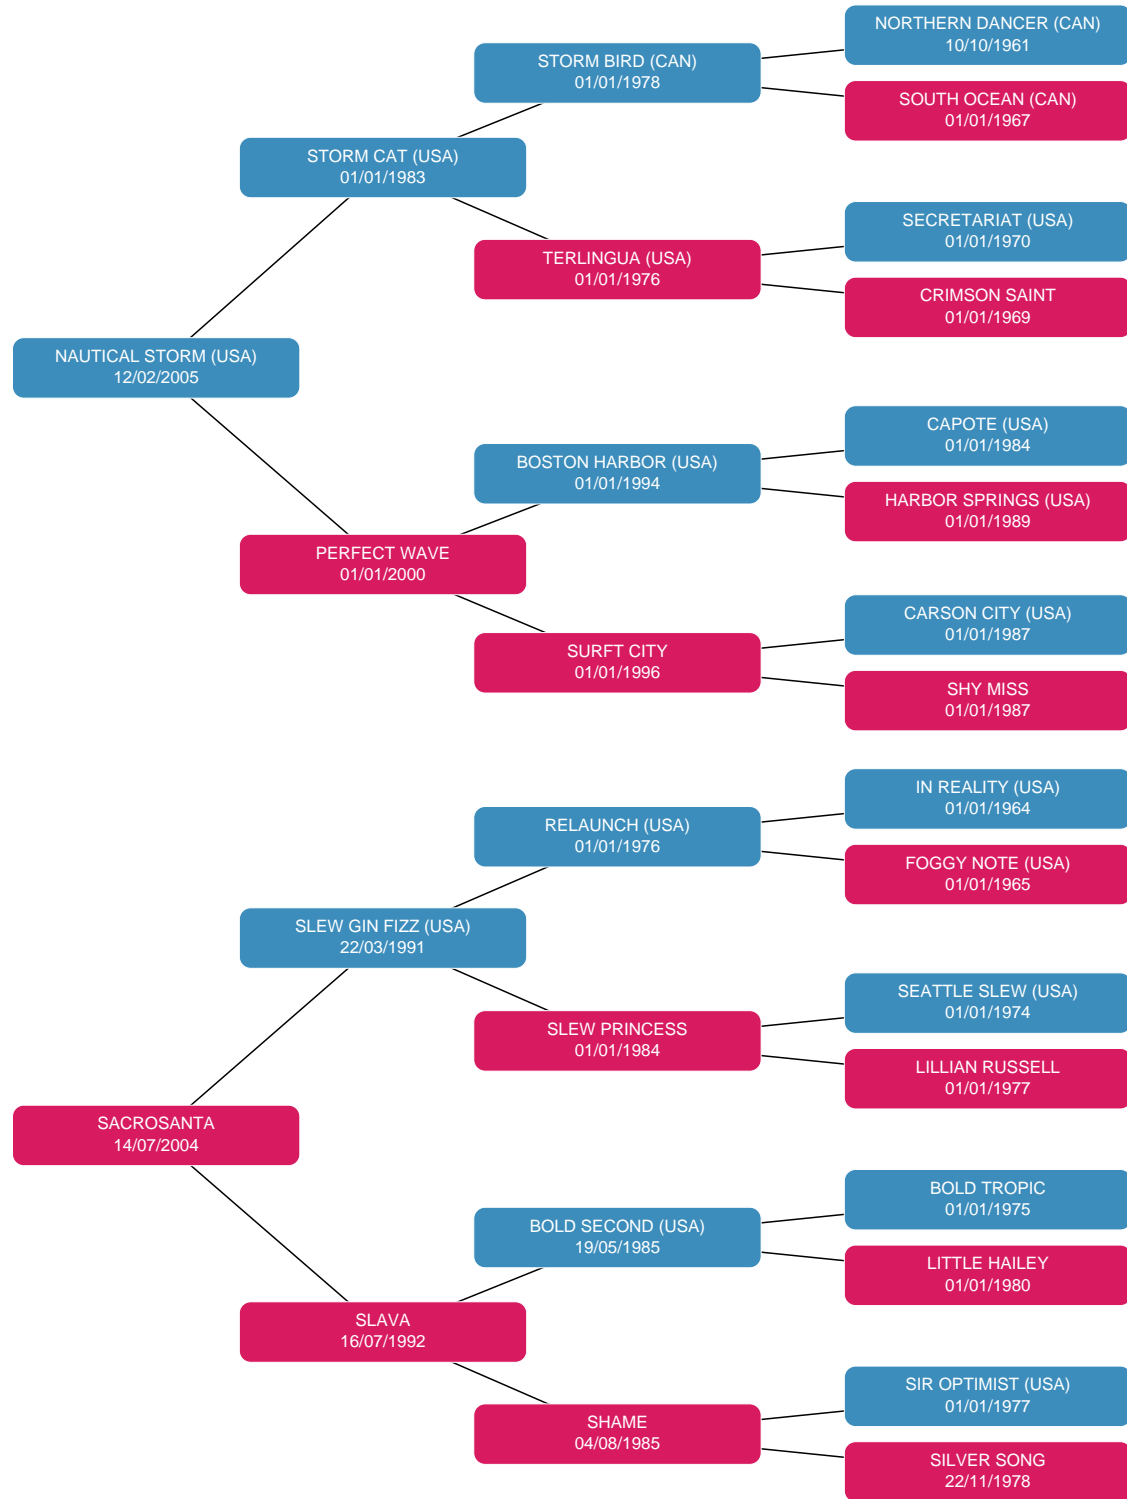 NORTHERN DANCER (CAN)
10/10/1961
STORM BIRD (CAN)
01/01/1978
SOUTH OCEAN (CAN)
01/01/1967
STORM CAT (USA)
01/01/1983
SECRETARIAT (USA)
01/01/1970
TERLINGUA (USA)
01/01/1976
CRIMSON SAINT
01/01/1969
NAUTICAL STORM (USA)
12/02/2005
CAPOTE (USA)
01/01/1984
BOSTON HARBOR (USA)
01/01/1994
HARBOR SPRINGS (USA)
01/01/1989
PERFECT WAVE
01/01/2000
CARSON CITY (USA)
01/01/1987
SURFT CITY
01/01/1996
SHY MISS
01/01/1987
IN REALITY (USA)
01/01/1964
RELAUNCH (USA)
01/01/1976
FOGGY NOTE (USA)
01/01/1965
SLEW GIN FIZZ (USA)
22/03/1991
SEATTLE SLEW (USA)
01/01/1974
SLEW PRINCESS
01/01/1984
LILLIAN RUSSELL
01/01/1977
SACROSANTA
14/07/2004
BOLD TROPIC
01/01/1975
BOLD SECOND (USA)
19/05/1985
LITTLE HAILEY
01/01/1980
SLAVA
16/07/1992
SIR OPTIMIST (USA)
01/01/1977
SHAME
04/08/1985
SILVER SONG
22/11/1978